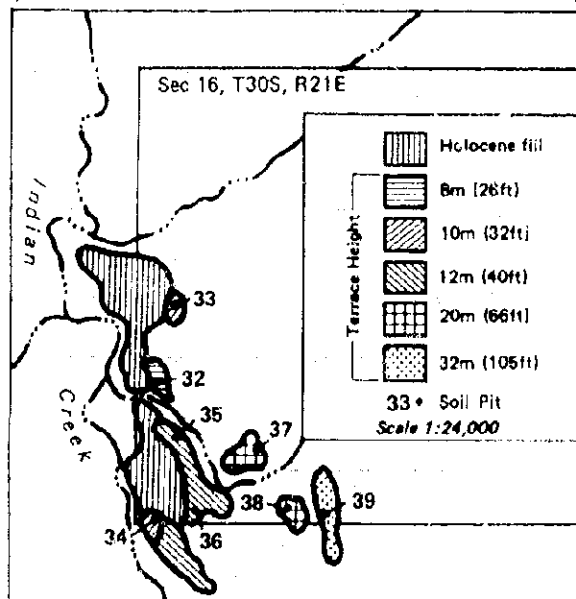 Sec 16, T30S, R21E
Indian
Creek
Holocene fill
Terrace Height
8m (26ft)
10m (32ft)
12m (40ft)
20m (66ft)
32m (105ft)
33 • Soil Pit
Scale 1:24,000
33
32
35
37
38
39
34
36